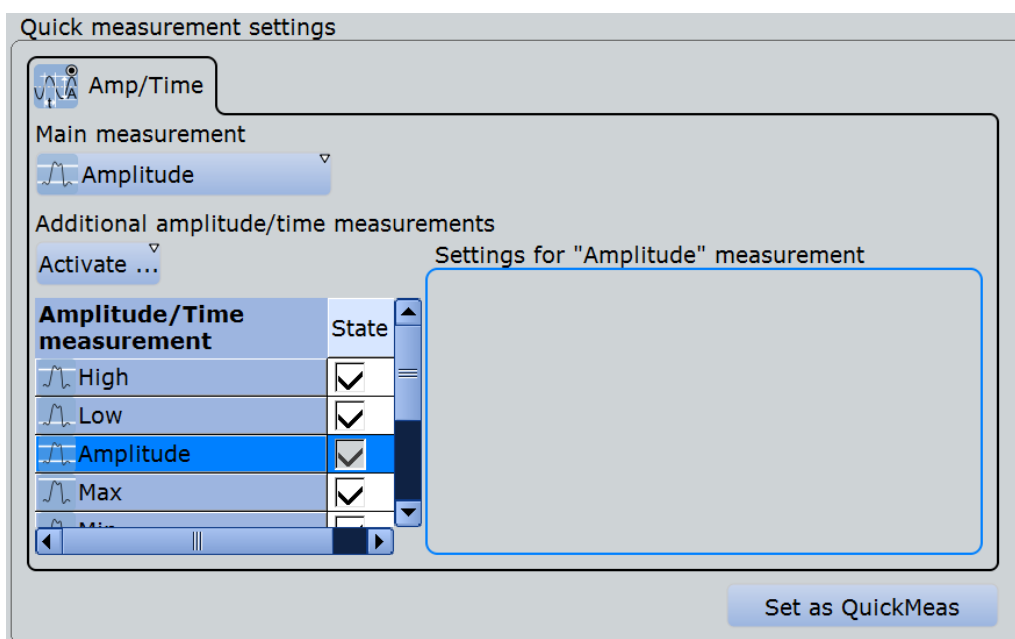 Quick measurement settings
Amp/Time
Main measurement
Amplitude
Additional amplitude/time measurements
Activate ...
Settings for "Amplitude" measurement
Amplitude/Time
measurement
State
High
Low
Amplitude
Max
Min
Set as QuickMeas